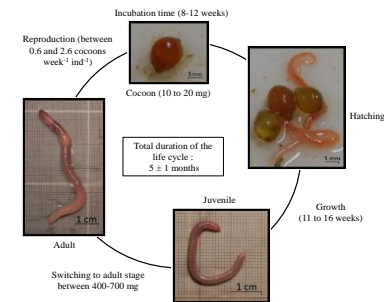 Incubation time (8-12 weeks)
Reproduction (between
0.6 and 2.6 cocoons
week⁻¹ ind⁻¹)
1 mm
Cocoon (10 to 20 mg)
Hatching
1 mm
Total duration of the
life cycle :
5 ± 1 months
1 cm
Adult
Juvenile
Growth
(11 to 16 weeks)
1 cm
Switching to adult stage
between 400-700 mg